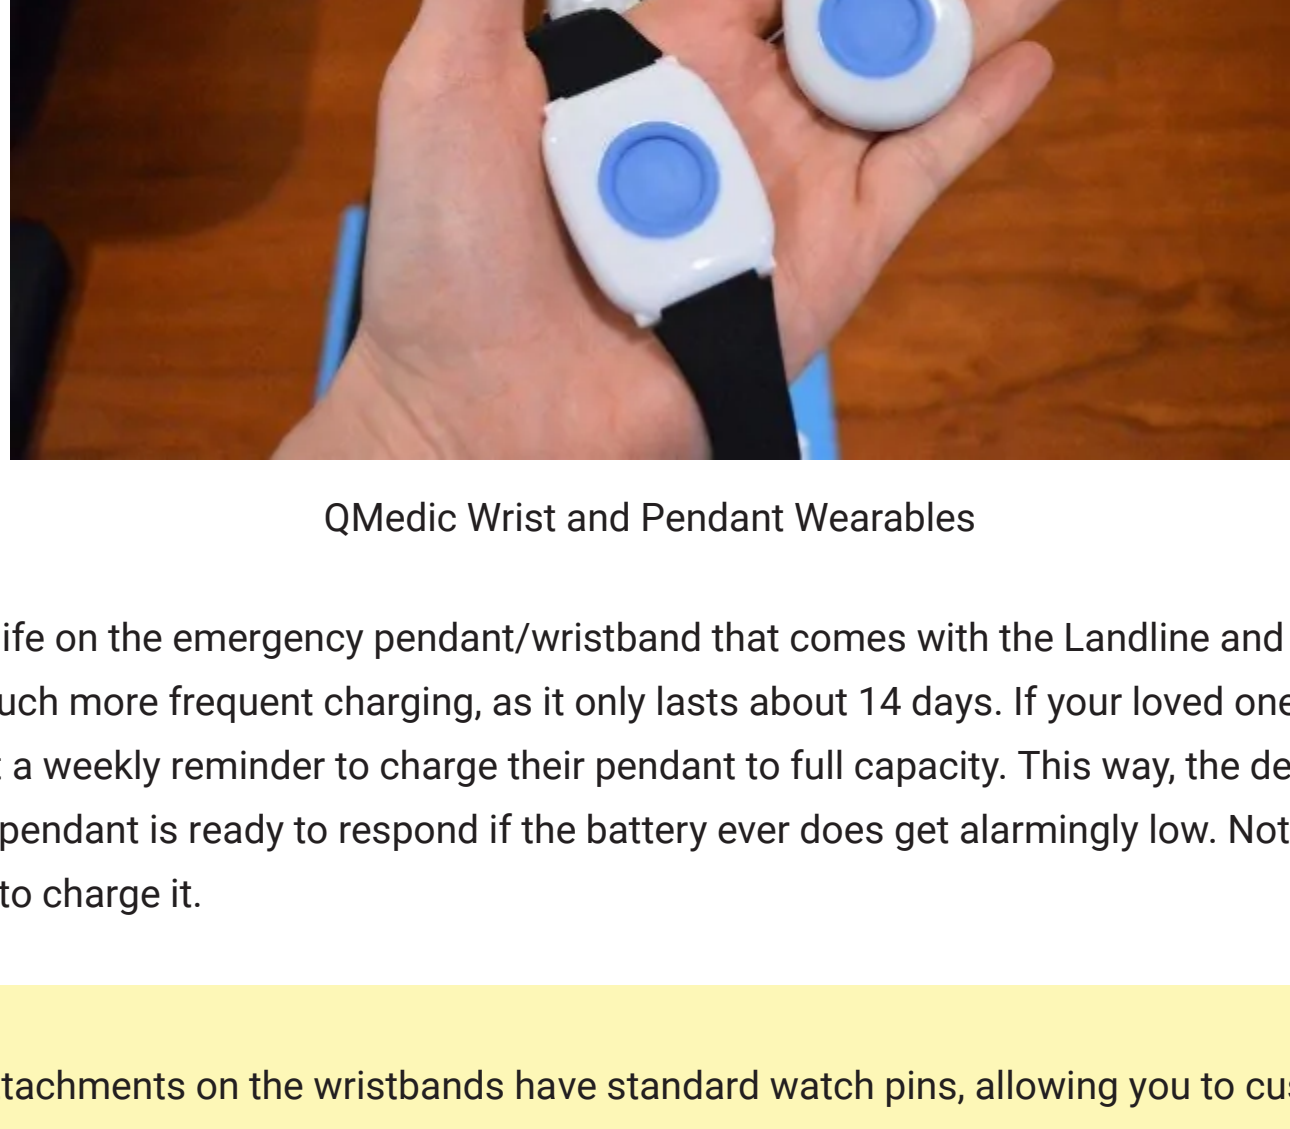 QMedic Wrist and Pendant Wearables
ife on the emergency pendant/wristband that comes with the Landline and
uch more frequent charging, as it only lasts about 14 days. If your loved one
a weekly reminder to charge their pendant to full capacity. This way, the de
pendant is ready to respond if the battery ever does get alarmingly low. Not
to charge it.
tachments on the wristbands have standard watch pins, allowing you to cus